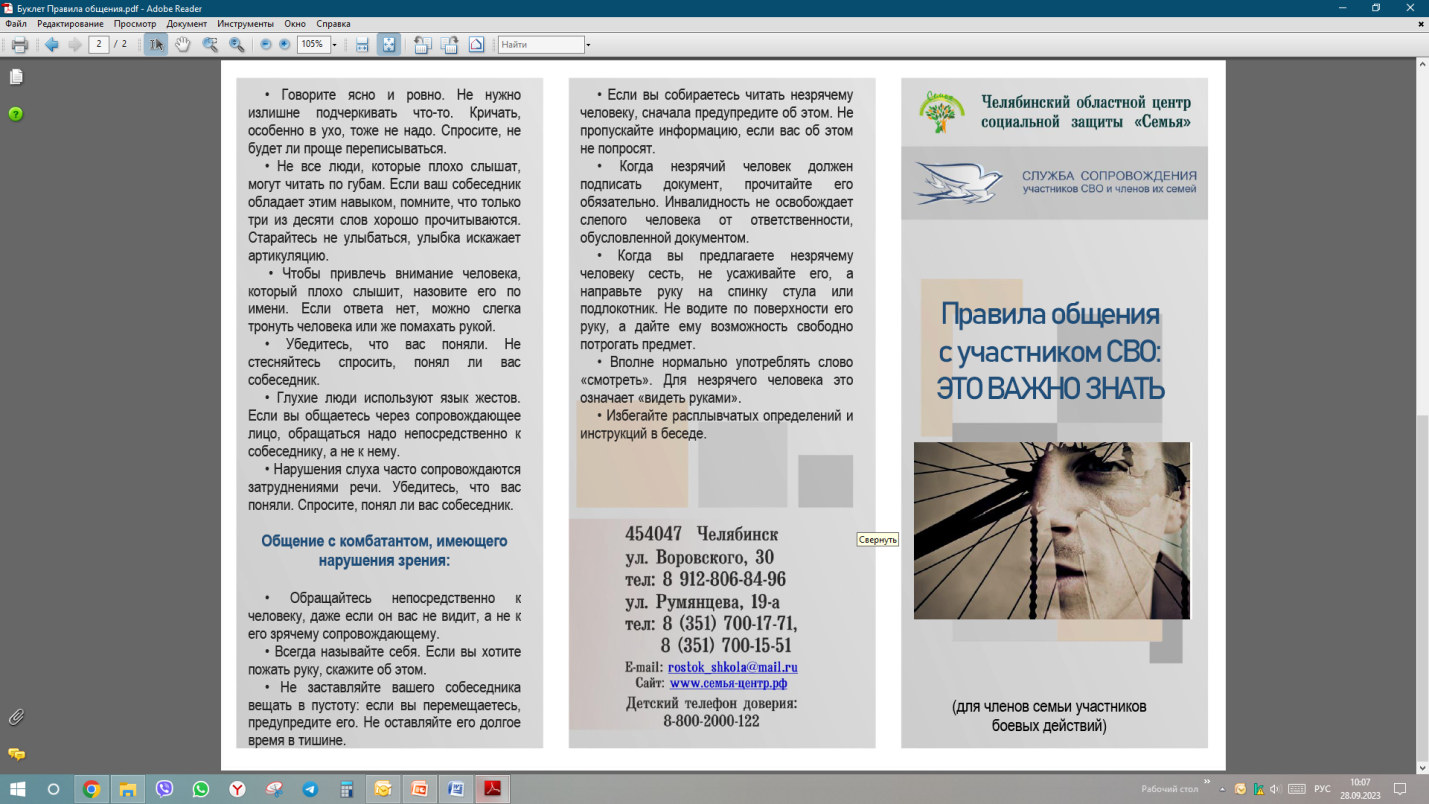 Буклет Правила общения.pdf - Adobe Reader
Файл Редактирование Просмотр Документ Инструменты Окно Справка
2 / 2 105% Найти
• Говорите ясно и ровно. Не нужно
излишне подчеркивать что-то. Кричать,
особенно в ухо, тоже не надо. Спросите, не
будет ли проще переписываться.
• Не все люди, которые плохо слышат,
могут читать по губам. Если ваш собеседник
обладает этим навыком, помните, что только
три из десяти слов хорошо прочитываются.
Старайтесь не улыбаться, улыбка искажает
артикуляцию.
• Чтобы привлечь внимание человека,
который плохо слышит, назовите его по
имени. Если ответа нет, можно слегка
тронуть человека или же помахать рукой.
• Убедитесь, что вас поняли. Не
стесняйтесь спросить, понял ли вас
собеседник.
• Глухие люди используют язык жестов.
Если вы общаетесь через сопровождающее
лицо, обращаться надо непосредственно к
собеседнику, а не к нему.
• Нарушения слуха часто сопровождаются
затруднениями речи. Убедитесь, что вас
поняли. Спросите, понял ли вас собеседник.
Общение с комбатантом, имеющего
нарушения зрения:
• Обращайтесь непосредственно к
человеку, даже если он вас не видит, а не к
его зрячему сопровождающему.
• Всегда называйте себя. Если вы хотите
пожать руку, скажите об этом.
• Не заставляйте вашего собеседника
вещать в пустоту: если вы перемещаетесь,
предупредите его. Не оставляйте его долгое
время в тишине.
• Если вы собираетесь читать незрячему
человеку, сначала предупредите об этом. Не
пропускайте информацию, если вас об этом
не попросят.
• Когда незрячий человек должен
подписать документ, прочитайте его
обязательно. Инвалидность не освобождает
слепого человека от ответственности,
обусловленной документом.
• Когда вы предлагаете незрячему
человеку сесть, не усаживайте его, а
направьте руку на спинку стула или
подлокотник. Не водите по поверхности его
руку, а дайте ему возможность свободно
потрогать предмет.
• Вполне нормально употреблять слово
«смотреть». Для незрячего человека это
означает «видеть руками».
• Избегайте расплывчатых определений и
инструкций в беседе.
454047 Челябинск
ул. Воровского, 30
тел: 8 912-806-84-96
ул. Румянцева, 19-а
тел: 8 (351) 700-17-71,
8 (351) 700-15-51
E-mail: rostok_shkola@mail.ru
Сайт: www.семья-центр.рф
Детский телефон доверия:
8-800-2000-122
Свернуть
Семья
Челябинский областной центр
социальной защиты «Семья»
СЛУЖБА СОПРОВОЖДЕНИЯ
участников СВО и членов их семей
Правила общения
с участником СВО:
ЭТО ВАЖНО ЗНАТЬ
(для членов семьи участников
боевых действий)
Рабочий стол
РУС
10:07
28.09.2023